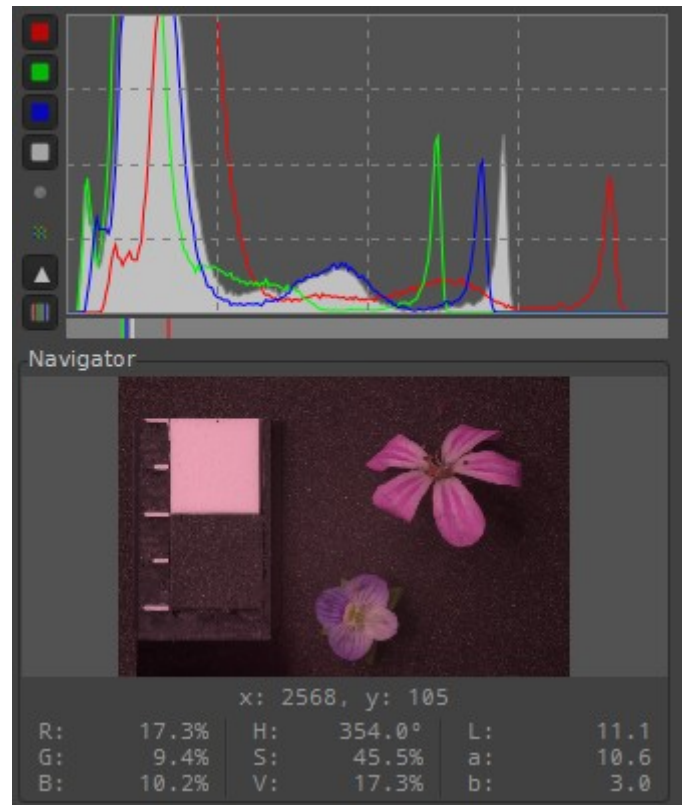 Navigator
x: 2568, y: 105
R: 17.3% H: 354.0° L: 11.1
G: 9.4% S: 45.5% a: 10.6
B: 10.2% V: 17.3% b: 3.0